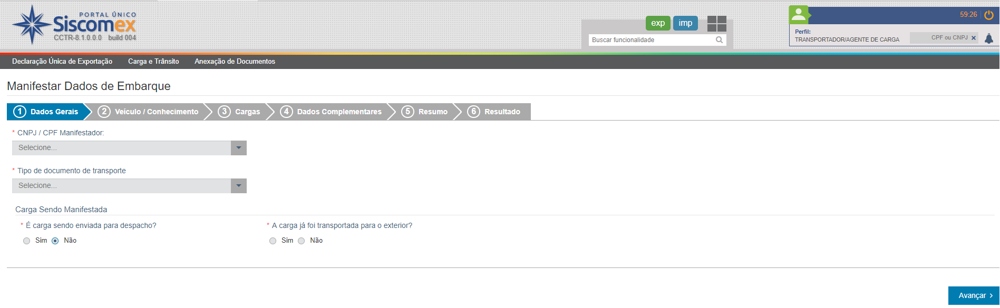 PORTAL ÚNICO
Siscomex
CCTR-8.1.0.0.0 build 004
exp imp
Buscar funcionalidade
59:26
Perfil:
TRANSPORTADOR/AGENTE DE CARGA
CPF ou CNPJ ×
Declaração Única de Exportação Carga e Trânsito Anexação de Documentos
Manifestar Dados de Embarque
1 Dados Gerais 2 Veículo / Conhecimento 3 Cargas 4 Dados Complementares 5 Resumo 6 Resultado
* CNPJ / CPF Manifestador:
Selecione...
* Tipo de documento de transporte
Selecione...
Carga Sendo Manifestada
* É carga sendo enviada para despacho? * A carga já foi transportada para o exterior?
Sim Não Sim Não
Avançar >